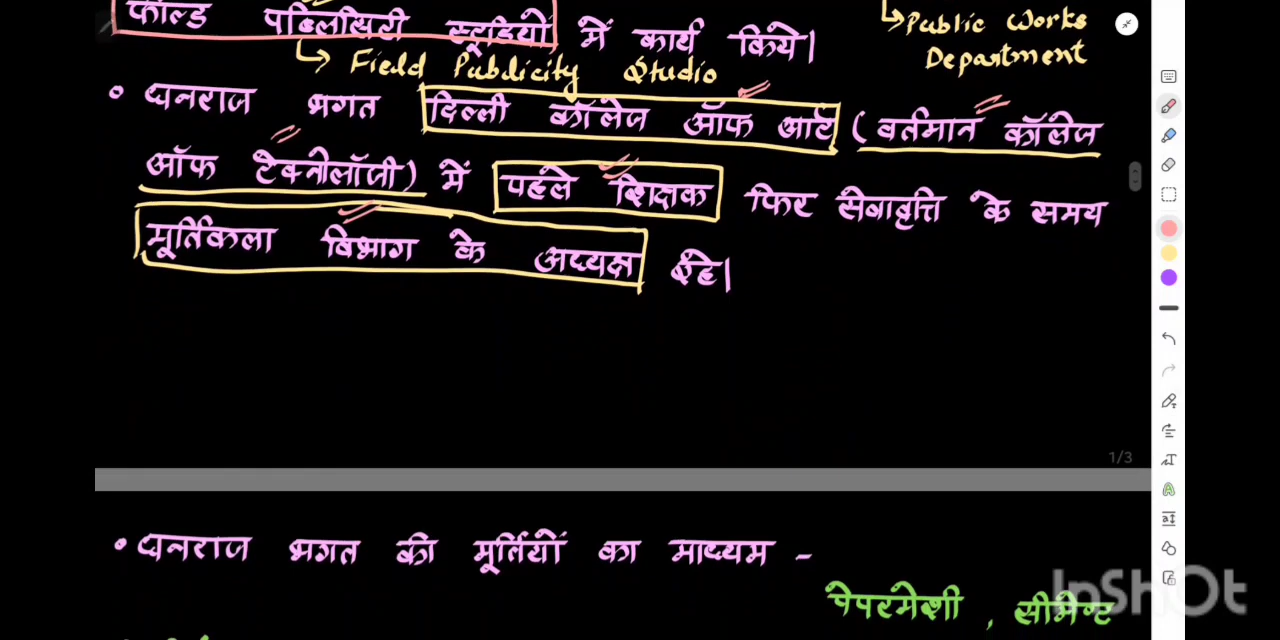 फील्ड पब्लिसिटी स्टूडियों में कार्य किये।
↳Public Works
Department
↳ Field Publicity Studio
• धनराज भगत दिल्ली कॉलेज ऑफ आर्ट (वर्तमान कॉलेज
ऑफ टेक्नोलॉजी) में पहले शिक्षक फिर सेवावृत्ति के समय
मूर्तिकला विभाग के अध्यक्ष रहे।
1/3
• धनराज भगत की मूर्तियों का माध्यम -
पेपरमेशी, सीमेण्ट
InShOt